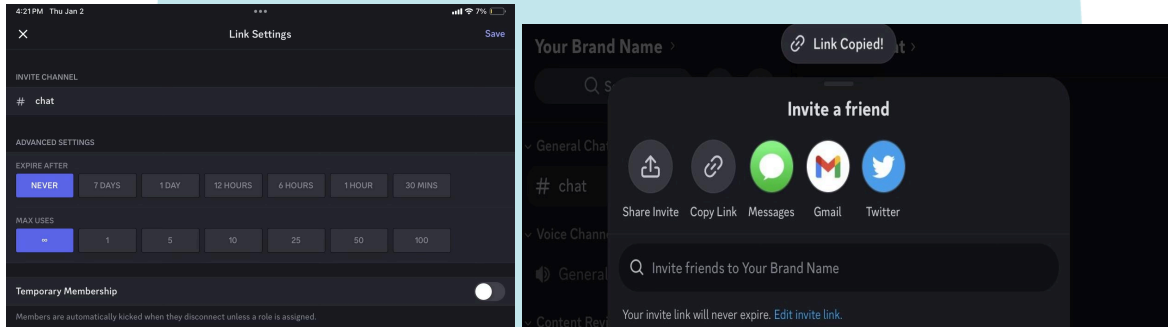 4:21 PM Thu Jan 2
7%
Link Settings
Save
INVITE CHANNEL
# chat
ADVANCED SETTINGS
EXPIRE AFTER
NEVER 7 DAYS 1 DAY 12 HOURS 6 HOURS 1 HOUR 30 MINS
MAX USES
∞ 1 5 10 25 50 100
Temporary Membership
Members are automatically kicked when they disconnect unless a role is assigned.
Your Brand Name >
Link Copied!
Invite a friend
General Chat
# chat
Share Invite Copy Link Messages Gmail Twitter
Voice Chann
General
Invite friends to Your Brand Name
Content Revi
Your invite link will never expire. Edit invite link.